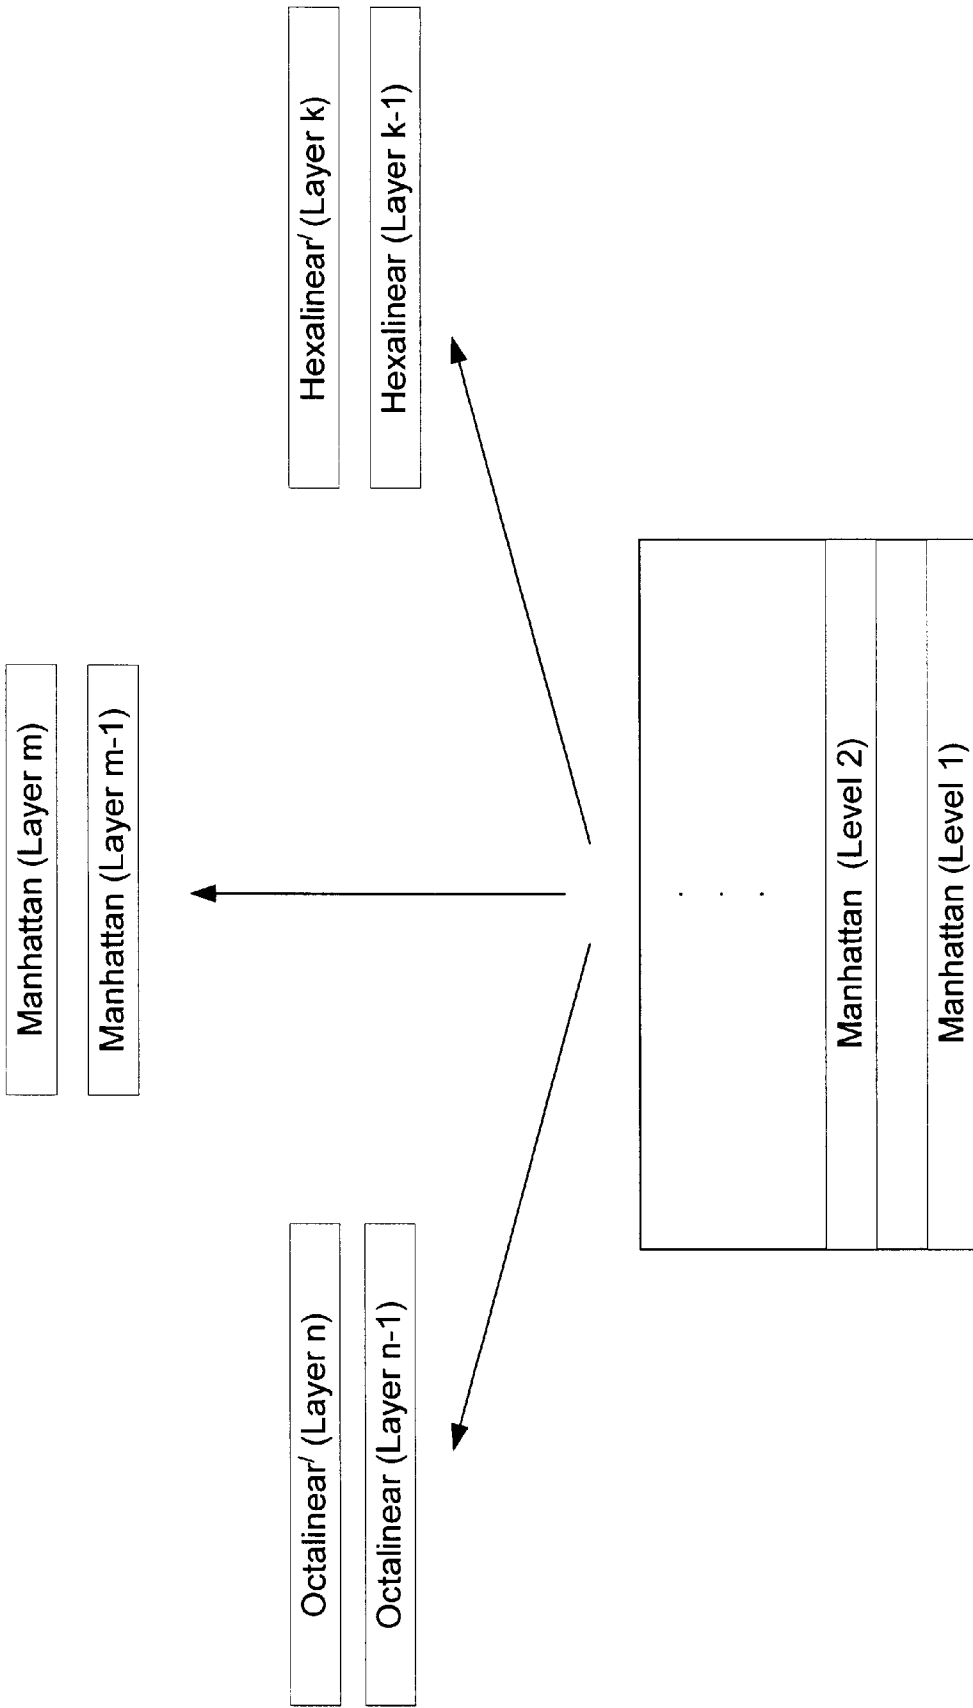 Manhattan (Layer m)
Manhattan (Layer m-1)
Octalinear′ (Layer n)
Octalinear (Layer n-1)
Hexalinear′ (Layer k)
Hexalinear (Layer k-1)
. . .
Manhattan (Level 2)
Manhattan (Level 1)